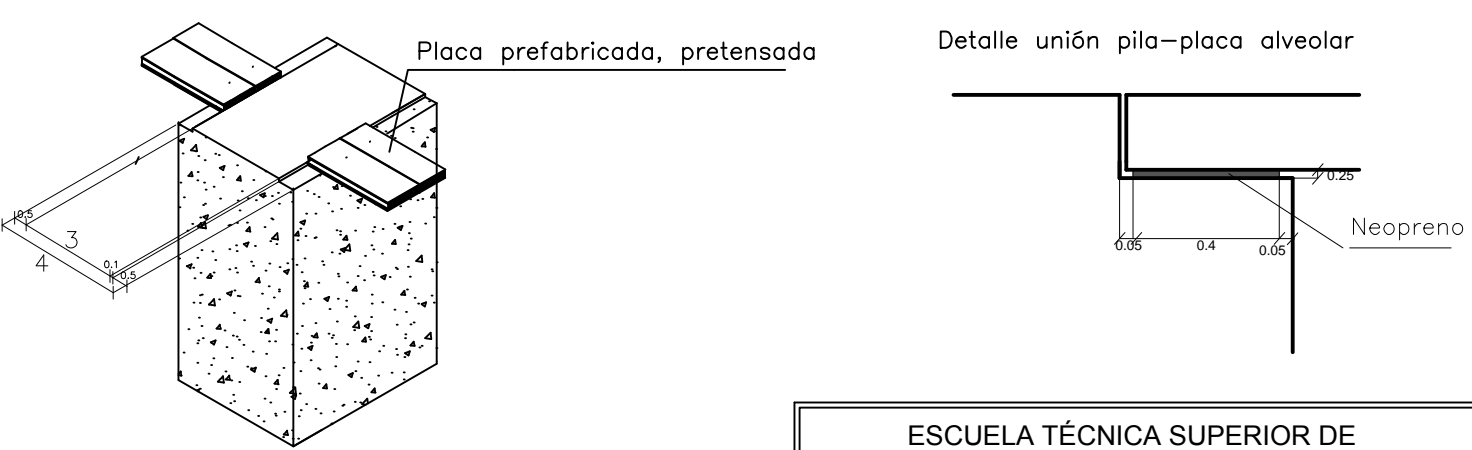 Placa prefabricada, pretensada
0.5
3
4
0.1
0.5
Detalle unión pila-placa alveolar
0.25
Neopreno
0.05
0.4
0.05
ESCUELA TÉCNICA SUPERIOR DE